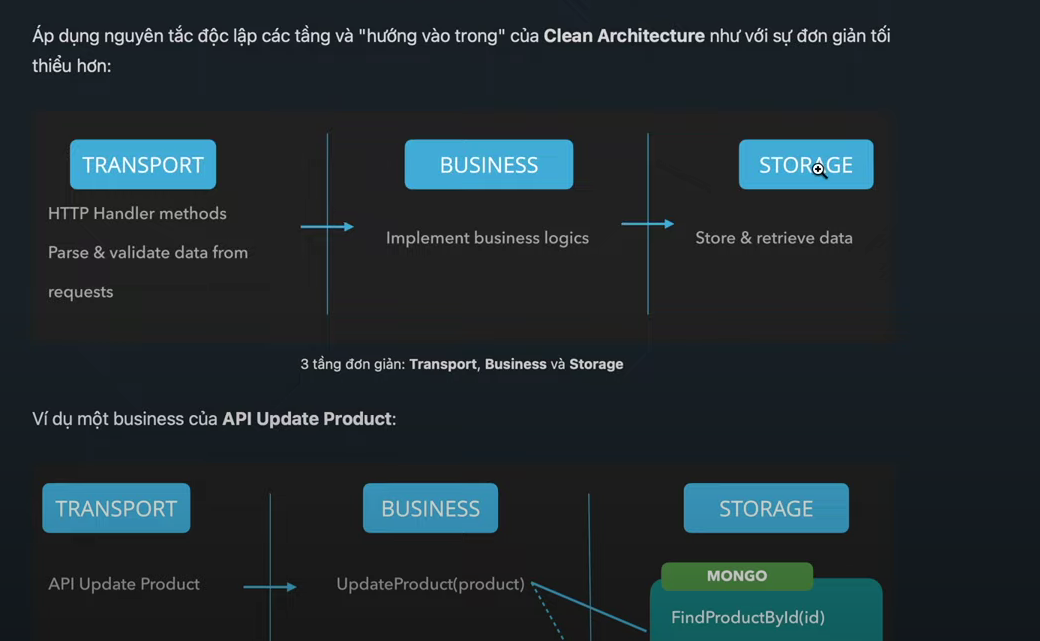 Áp dụng nguyên tắc độc lập các tầng và "hướng vào trong" của Clean Architecture như với sự đơn giản tối
thiểu hơn:
TRANSPORT
BUSINESS
STORAGE
HTTP Handler methods
Parse & validate data from
requests
Implement business logics
Store & retrieve data
3 tầng đơn giản: Transport, Business và Storage
Ví dụ một business của API Update Product:
TRANSPORT
BUSINESS
STORAGE
API Update Product
UpdateProduct(product)
MONGO
FindProductById(id)